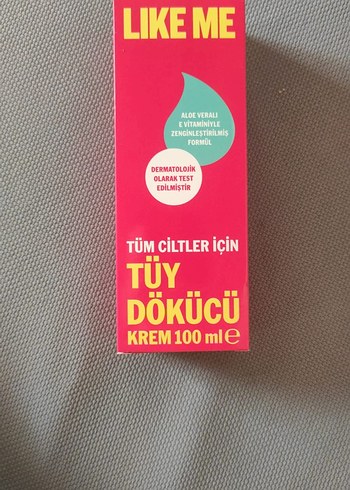 LIKE ME
ALOE VERALI
E VİTAMİNİYLE
ZENGİNLEŞTİRİLMİŞ
FORMÜL
DERMATOLOJİK
OLARAK TEST
EDİLMİŞTİR
TÜM CİLTLER İÇİN
TÜY
DÖKÜCÜ
KREM 100 ml ℮